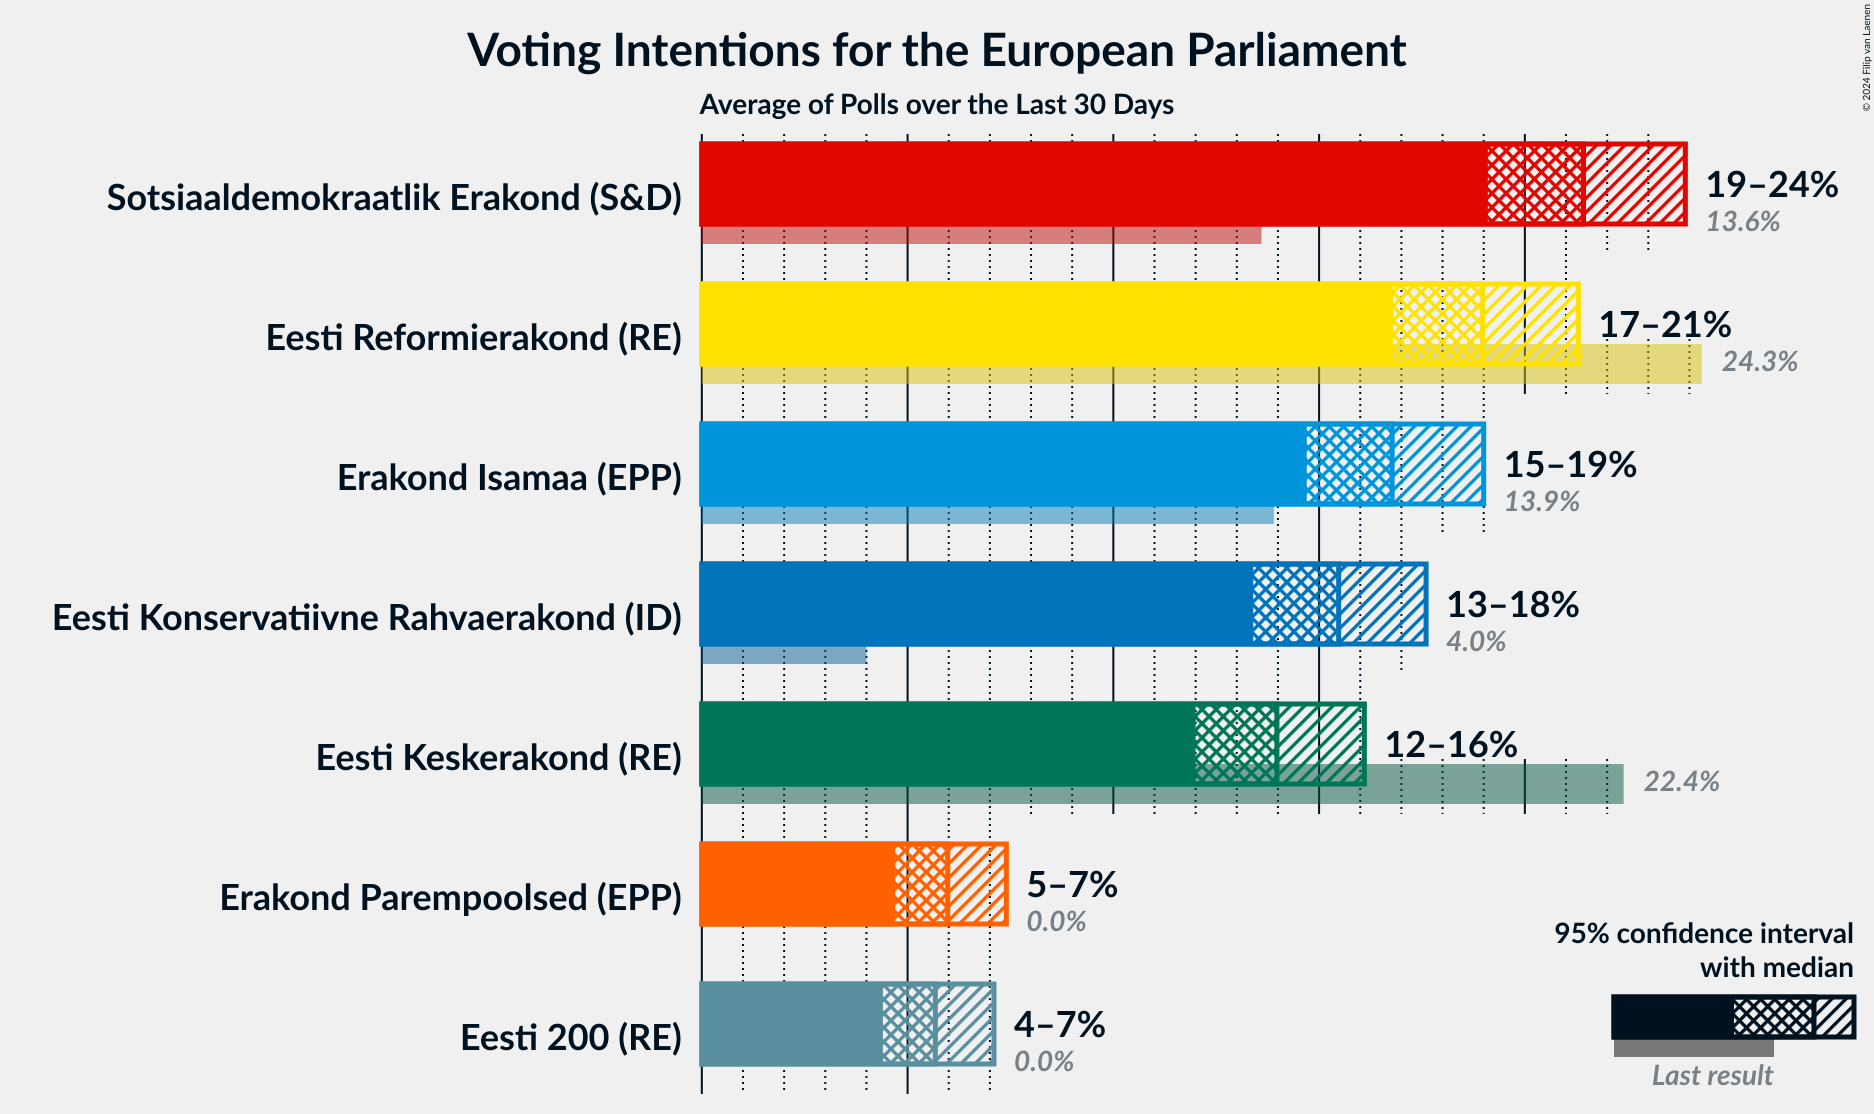 Voting Intentions for the European Parliament
Average of Polls over the Last 30 Days
© 2024 Filip van Laenen
Sotsiaaldemokraatlik Erakond (S&D)
19–24%
13.6%
Eesti Reformierakond (RE)
17–21%
24.3%
Erakond Isamaa (EPP)
15–19%
13.9%
Eesti Konservatiivne Rahvaerakond (ID)
13–18%
4.0%
Eesti Keskerakond (RE)
12–16%
22.4%
Erakond Parempoolsed (EPP)
5–7%
0.0%
Eesti 200 (RE)
4–7%
0.0%
95% confidence interval
with median
Last result